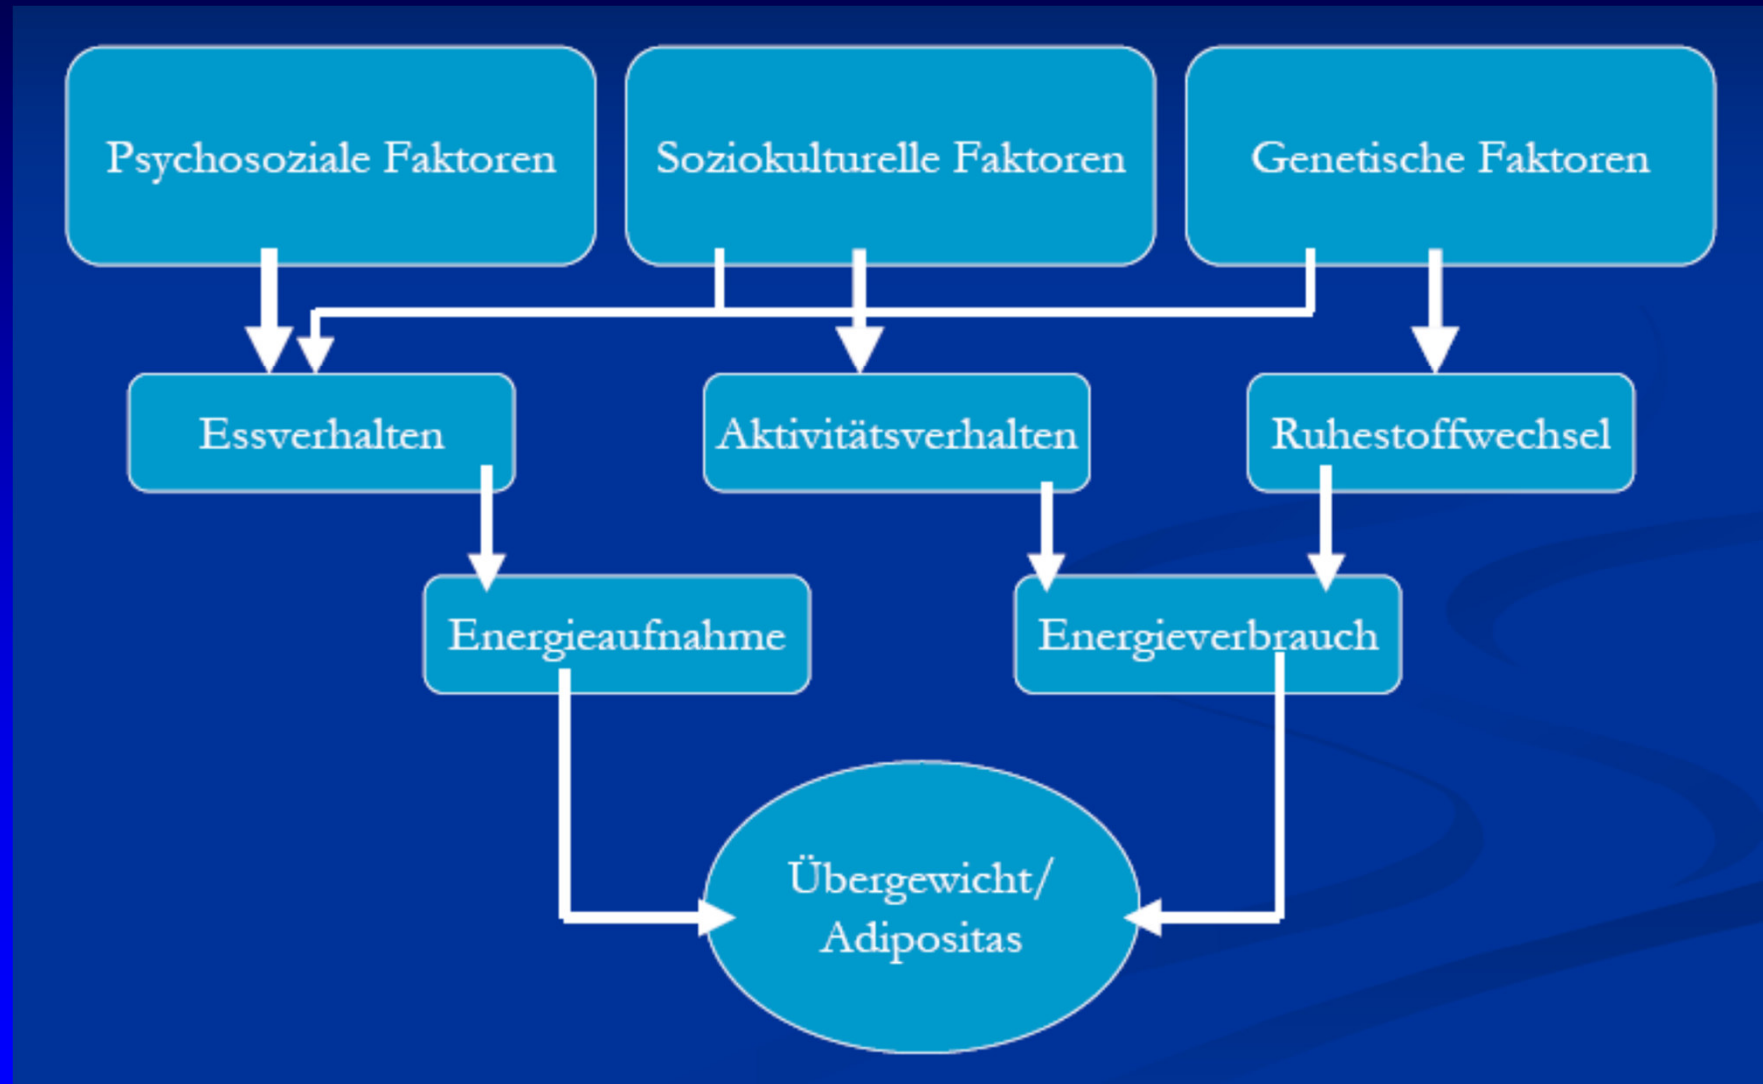 Psychosoziale Faktoren
Soziokulturelle Faktoren
Genetische Faktoren
Essverhalten
Aktivitätsverhalten
Ruhestoffwechsel
Energieaufnahme
Energieverbrauch
Übergewicht/
Adipositas